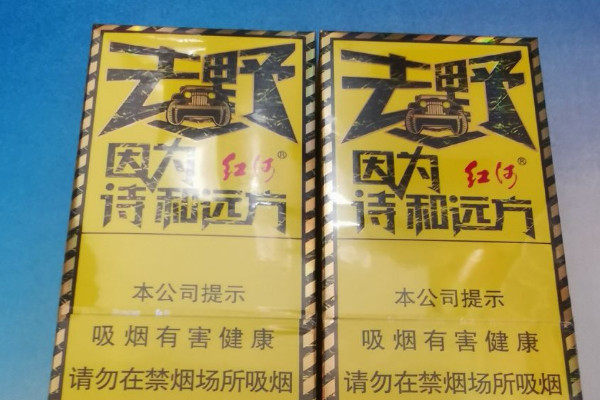 去野
因为
红河®
诗和远方
本公司提示
吸烟有害健康
请勿在禁烟场所吸烟
去野
因为
红河®
诗和远方
本公司提示
吸烟有害健康
请勿在禁烟场所吸烟